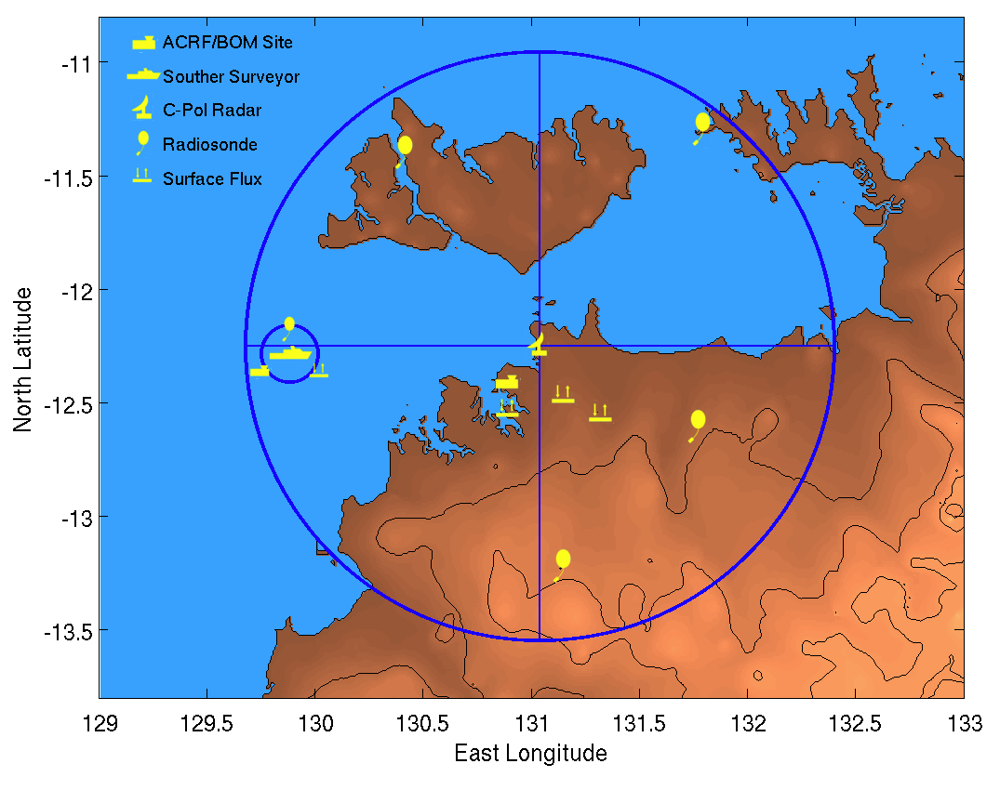 ACRF/BOM Site
Souther Surveyor
C-Pol Radar
Radiosonde
Surface Flux
-11
-11.5
-12
-12.5
-13
-13.5
North Latitude
129 129.5 130 130.5 131 131.5 132 132.5 133
East Longitude